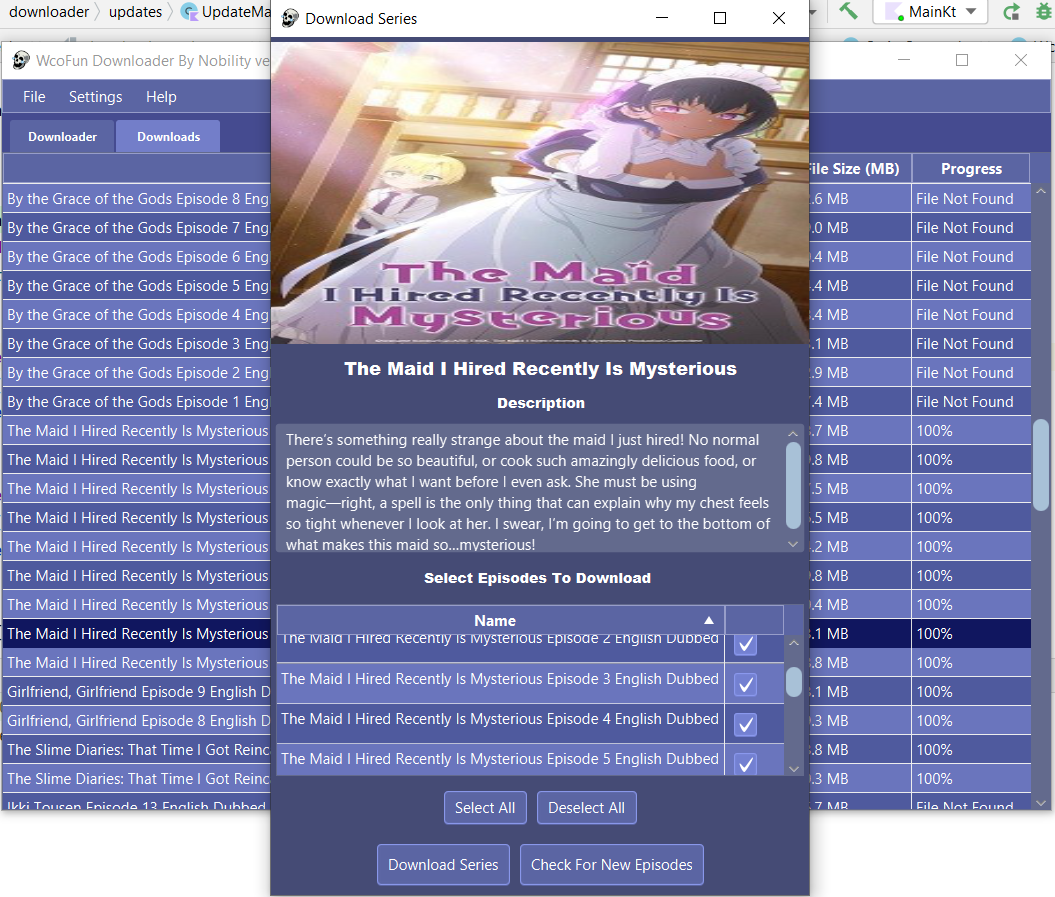 downloader
updates
UpdateMa
MainKt
Download Series
WcoFun Downloader By Nobility ve
File
Settings
Help
Downloader
Downloads
ile Size (MB)
Progress
By the Grace of the Gods Episode 8 Eng
.6 MB
File Not Found
By the Grace of the Gods Episode 7 Eng
.0 MB
File Not Found
By the Grace of the Gods Episode 6 Eng
.4 MB
File Not Found
By the Grace of the Gods Episode 5 Eng
.4 MB
File Not Found
By the Grace of the Gods Episode 4 Eng
.4 MB
File Not Found
By the Grace of the Gods Episode 3 Eng
.1 MB
File Not Found
By the Grace of the Gods Episode 2 Eng
.9 MB
File Not Found
By the Grace of the Gods Episode 1 Eng
.4 MB
File Not Found
The Maid I Hired Recently Is Mysterious
.7 MB
100%
The Maid I Hired Recently Is Mysterious
.8 MB
100%
The Maid I Hired Recently Is Mysterious
.5 MB
100%
The Maid I Hired Recently Is Mysterious
.5 MB
100%
The Maid I Hired Recently Is Mysterious
.2 MB
100%
The Maid I Hired Recently Is Mysterious
.8 MB
100%
The Maid I Hired Recently Is Mysterious
.4 MB
100%
The Maid I Hired Recently Is Mysterious
.1 MB
100%
The Maid I Hired Recently Is Mysterious
.8 MB
100%
Girlfriend, Girlfriend Episode 9 English D
.1 MB
100%
Girlfriend, Girlfriend Episode 8 English D
.3 MB
100%
The Slime Diaries: That Time I Got Reinc
.8 MB
100%
The Slime Diaries: That Time I Got Reinc
.3 MB
100%
Ikki Tousen Episode 13 English Dubbed
.7 MB
File Not Found
The Maid
I Hired Recently Is
Mysterious
The Maid I Hired Recently Is Mysterious
Description
There's something really strange about the maid I just hired! No normal
person could be so beautiful, or cook such amazingly delicious food, or
know exactly what I want before I even ask. She must be using
magic—right, a spell is the only thing that can explain why my chest feels
so tight whenever I look at her. I swear, I'm going to get to the bottom of
what makes this maid so...mysterious!
Select Episodes To Download
Name
The Maid I Hired Recently Is Mysterious Episode 2 English Dubbed
The Maid I Hired Recently Is Mysterious Episode 3 English Dubbed
The Maid I Hired Recently Is Mysterious Episode 4 English Dubbed
The Maid I Hired Recently Is Mysterious Episode 5 English Dubbed
Select All
Deselect All
Download Series
Check For New Episodes